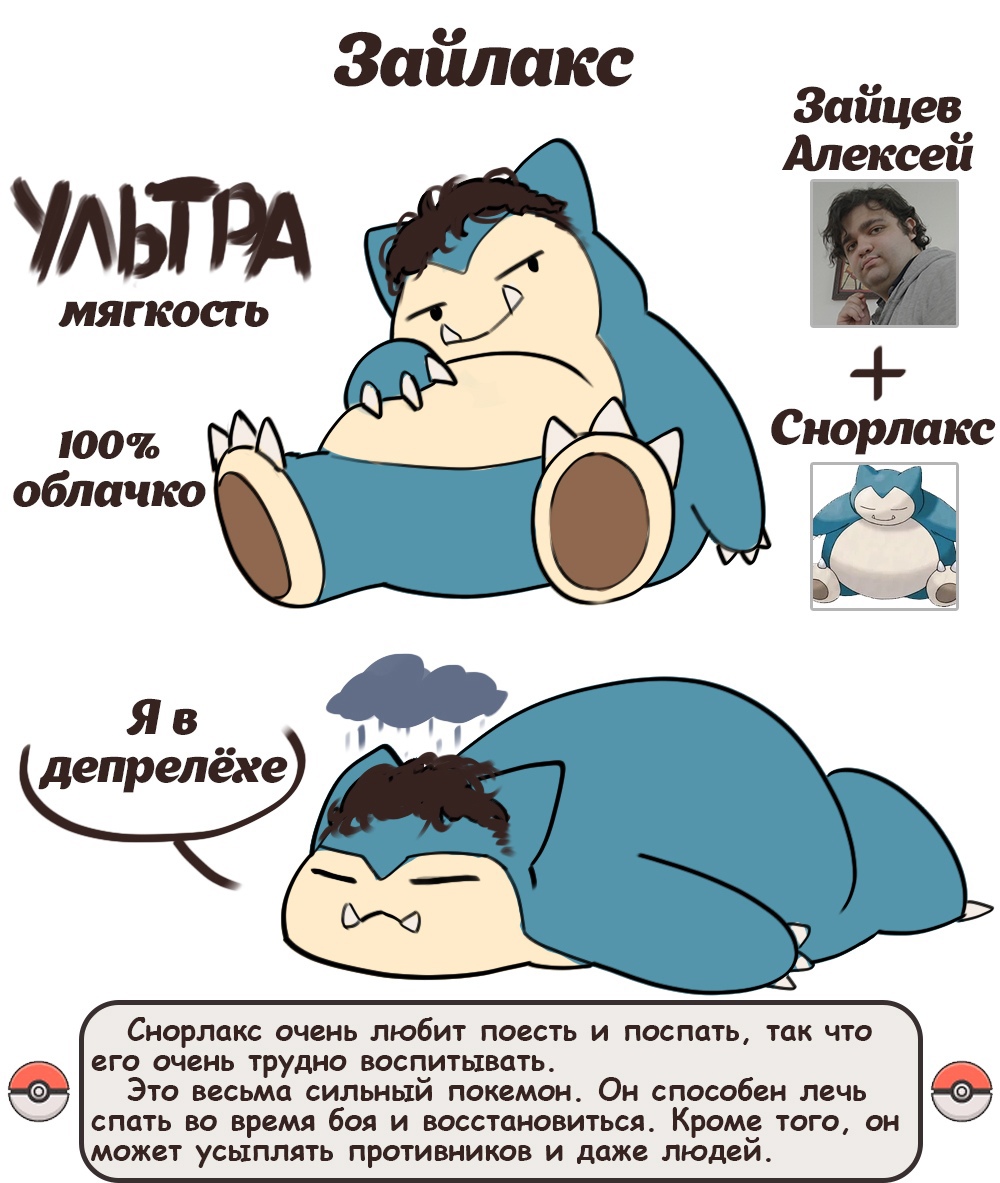 Зайлакс
Зайцев
Алексей
УЛЬТРА
мягкость
+
Снорлакс
100%
облачко
Я в
депрелёхе
Снорлакс очень любит поесть и поспать, так что
его очень трудно воспитывать.
Это весьма сильный покемон. Он способен лечь
спать во время боя и восстановиться. Кроме того, он
может усыплять противников и даже людей.